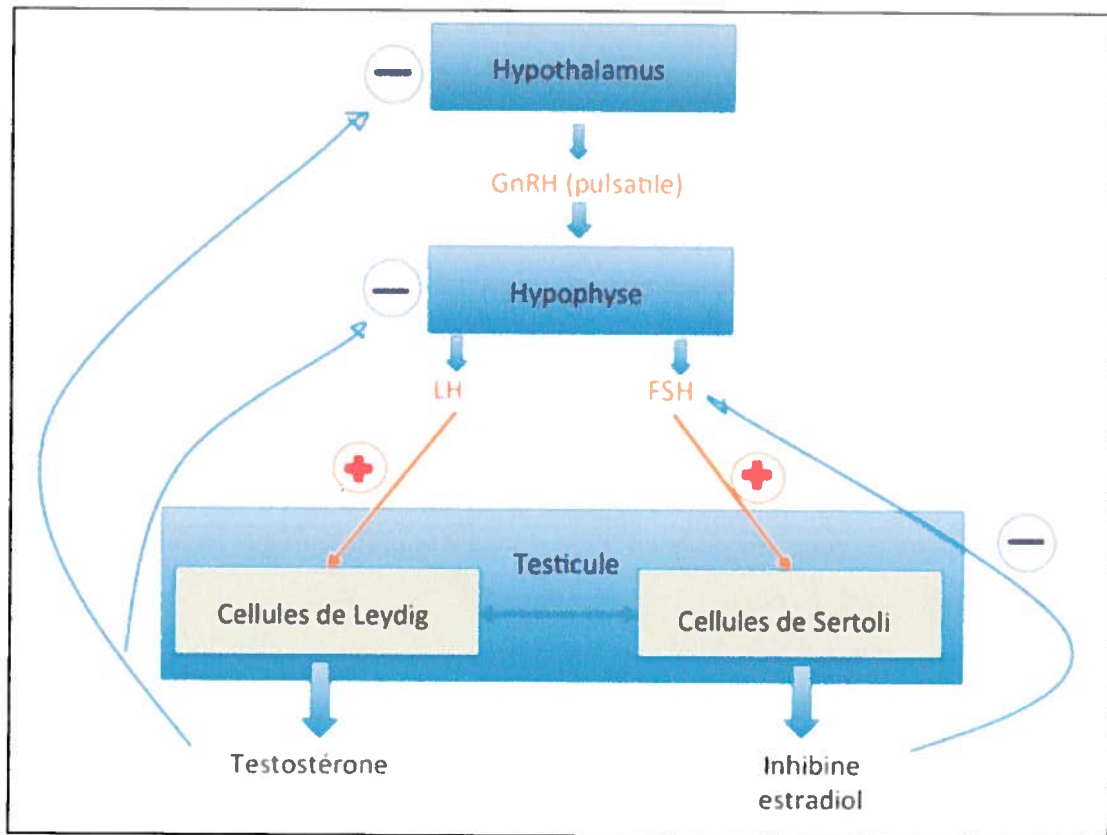 Hypothalamus
GnRH (pulsatile)
Hypophyse
LH
FSH
Testicule
Cellules de Leydig
Cellules de Sertoli
Testostérone
Inhibine
estradiol